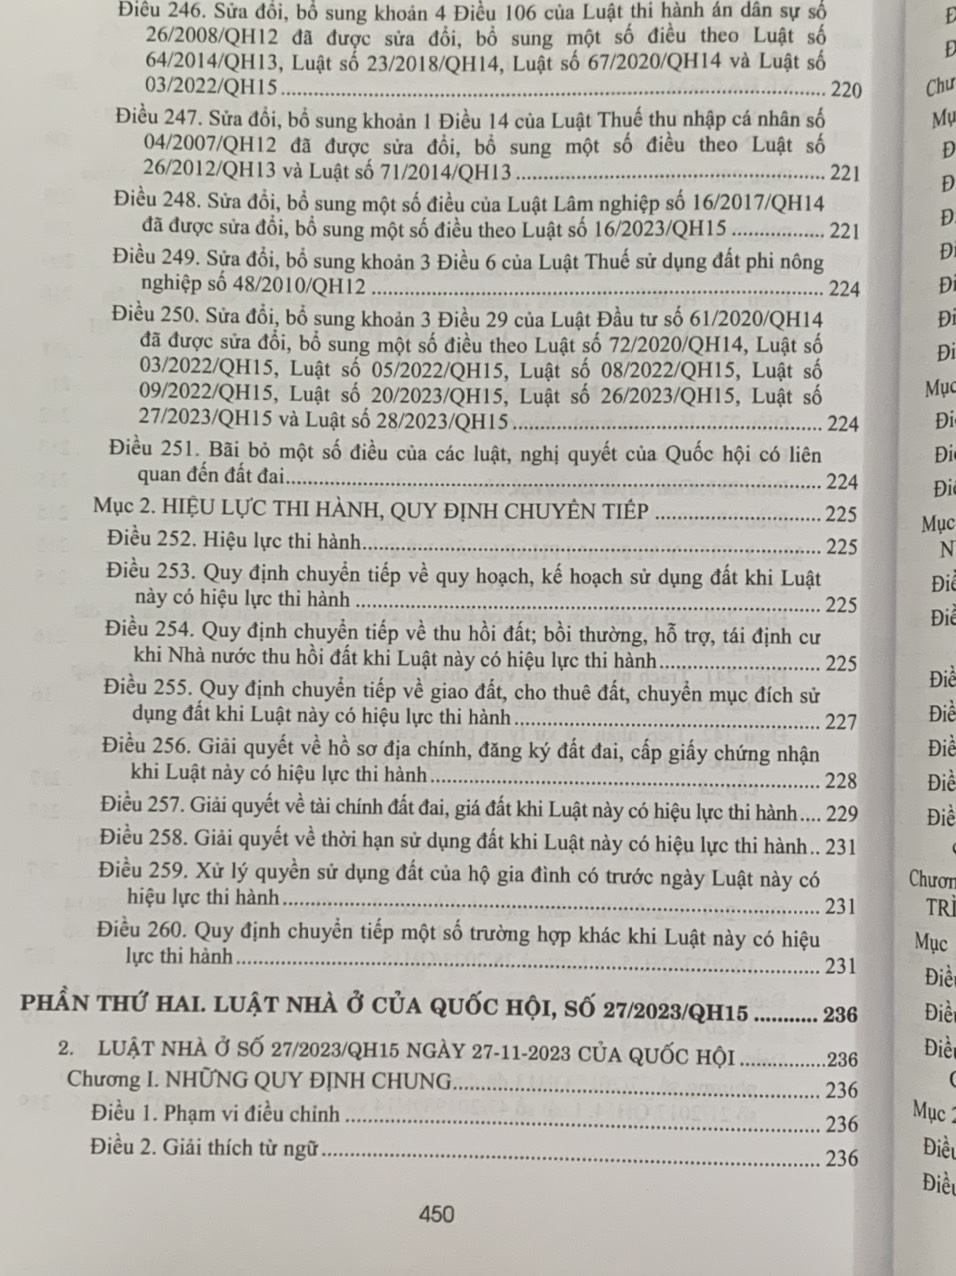 Điều 246. Sửa đổi, bổ sung khoản 4 Điều 106 của Luật thi hành án dân sự số
26/2008/QH12 đã được sửa đổi, bổ sung một số điều theo Luật số
64/2014/QH13, Luật số 23/2018/QH14, Luật số 67/2020/QH14 và Luật số
03/2022/QH15 ........ 220
Điều 247. Sửa đổi, bổ sung khoản 1 Điều 14 của Luật Thuế thu nhập cá nhân số
04/2007/QH12 đã được sửa đổi, bổ sung một số điều theo Luật số
26/2012/QH13 và Luật số 71/2014/QH13 ........ 221
Điều 248. Sửa đổi, bổ sung một số điều của Luật Lâm nghiệp số 16/2017/QH14
đã được sửa đổi, bổ sung một số điều theo Luật số 16/2023/QH15 ........ 221
Điều 249. Sửa đổi, bổ sung khoản 3 Điều 6 của Luật Thuế sử dụng đất phi nông
nghiệp số 48/2010/QH12 ........ 224
Điều 250. Sửa đổi, bổ sung khoản 3 Điều 29 của Luật Đầu tư số 61/2020/QH14
đã được sửa đổi, bổ sung một số điều theo Luật số 72/2020/QH14, Luật số
03/2022/QH15, Luật số 05/2022/QH15, Luật số 08/2022/QH15, Luật số
09/2022/QH15, Luật số 20/2023/QH15, Luật số 26/2023/QH15, Luật số
27/2023/QH15 và Luật số 28/2023/QH15 ........ 224
Điều 251. Bãi bỏ một số điều của các luật, nghị quyết của Quốc hội có liên
quan đến đất đai ........ 224
Mục 2. HIỆU LỰC THI HÀNH, QUY ĐỊNH CHUYỂN TIẾP ........ 225
Điều 252. Hiệu lực thi hành ........ 225
Điều 253. Quy định chuyển tiếp về quy hoạch, kế hoạch sử dụng đất khi Luật
này có hiệu lực thi hành ........ 225
Điều 254. Quy định chuyển tiếp về thu hồi đất; bồi thường, hỗ trợ, tái định cư
khi Nhà nước thu hồi đất khi Luật này có hiệu lực thi hành ........ 225
Điều 255. Quy định chuyển tiếp về giao đất, cho thuê đất, chuyển mục đích sử
dụng đất khi Luật này có hiệu lực thi hành ........ 227
Điều 256. Giải quyết về hồ sơ địa chính, đăng ký đất đai, cấp giấy chứng nhận
khi Luật này có hiệu lực thi hành ........ 228
Điều 257. Giải quyết về tài chính đất đai, giá đất khi Luật này có hiệu lực thi hành .... 229
Điều 258. Giải quyết về thời hạn sử dụng đất khi Luật này có hiệu lực thi hành .. 231
Điều 259. Xử lý quyền sử dụng đất của hộ gia đình có trước ngày Luật này có
hiệu lực thi hành ........ 231
Điều 260. Quy định chuyển tiếp một số trường hợp khác khi Luật này có hiệu
lực thi hành ........ 231
PHẦN THỨ HAI. LUẬT NHÀ Ở CỦA QUỐC HỘI, SỐ 27/2023/QH15 ........... 236
2. LUẬT NHÀ Ở SỐ 27/2023/QH15 NGÀY 27-11-2023 CỦA QUỐC HỘI ........ 236
Chương I. NHỮNG QUY ĐỊNH CHUNG ........ 236
Điều 1. Phạm vi điều chỉnh ........ 236
Điều 2. Giải thích từ ngữ ........ 236
450
Mục
Mục
Mục
TRÌ
Mục